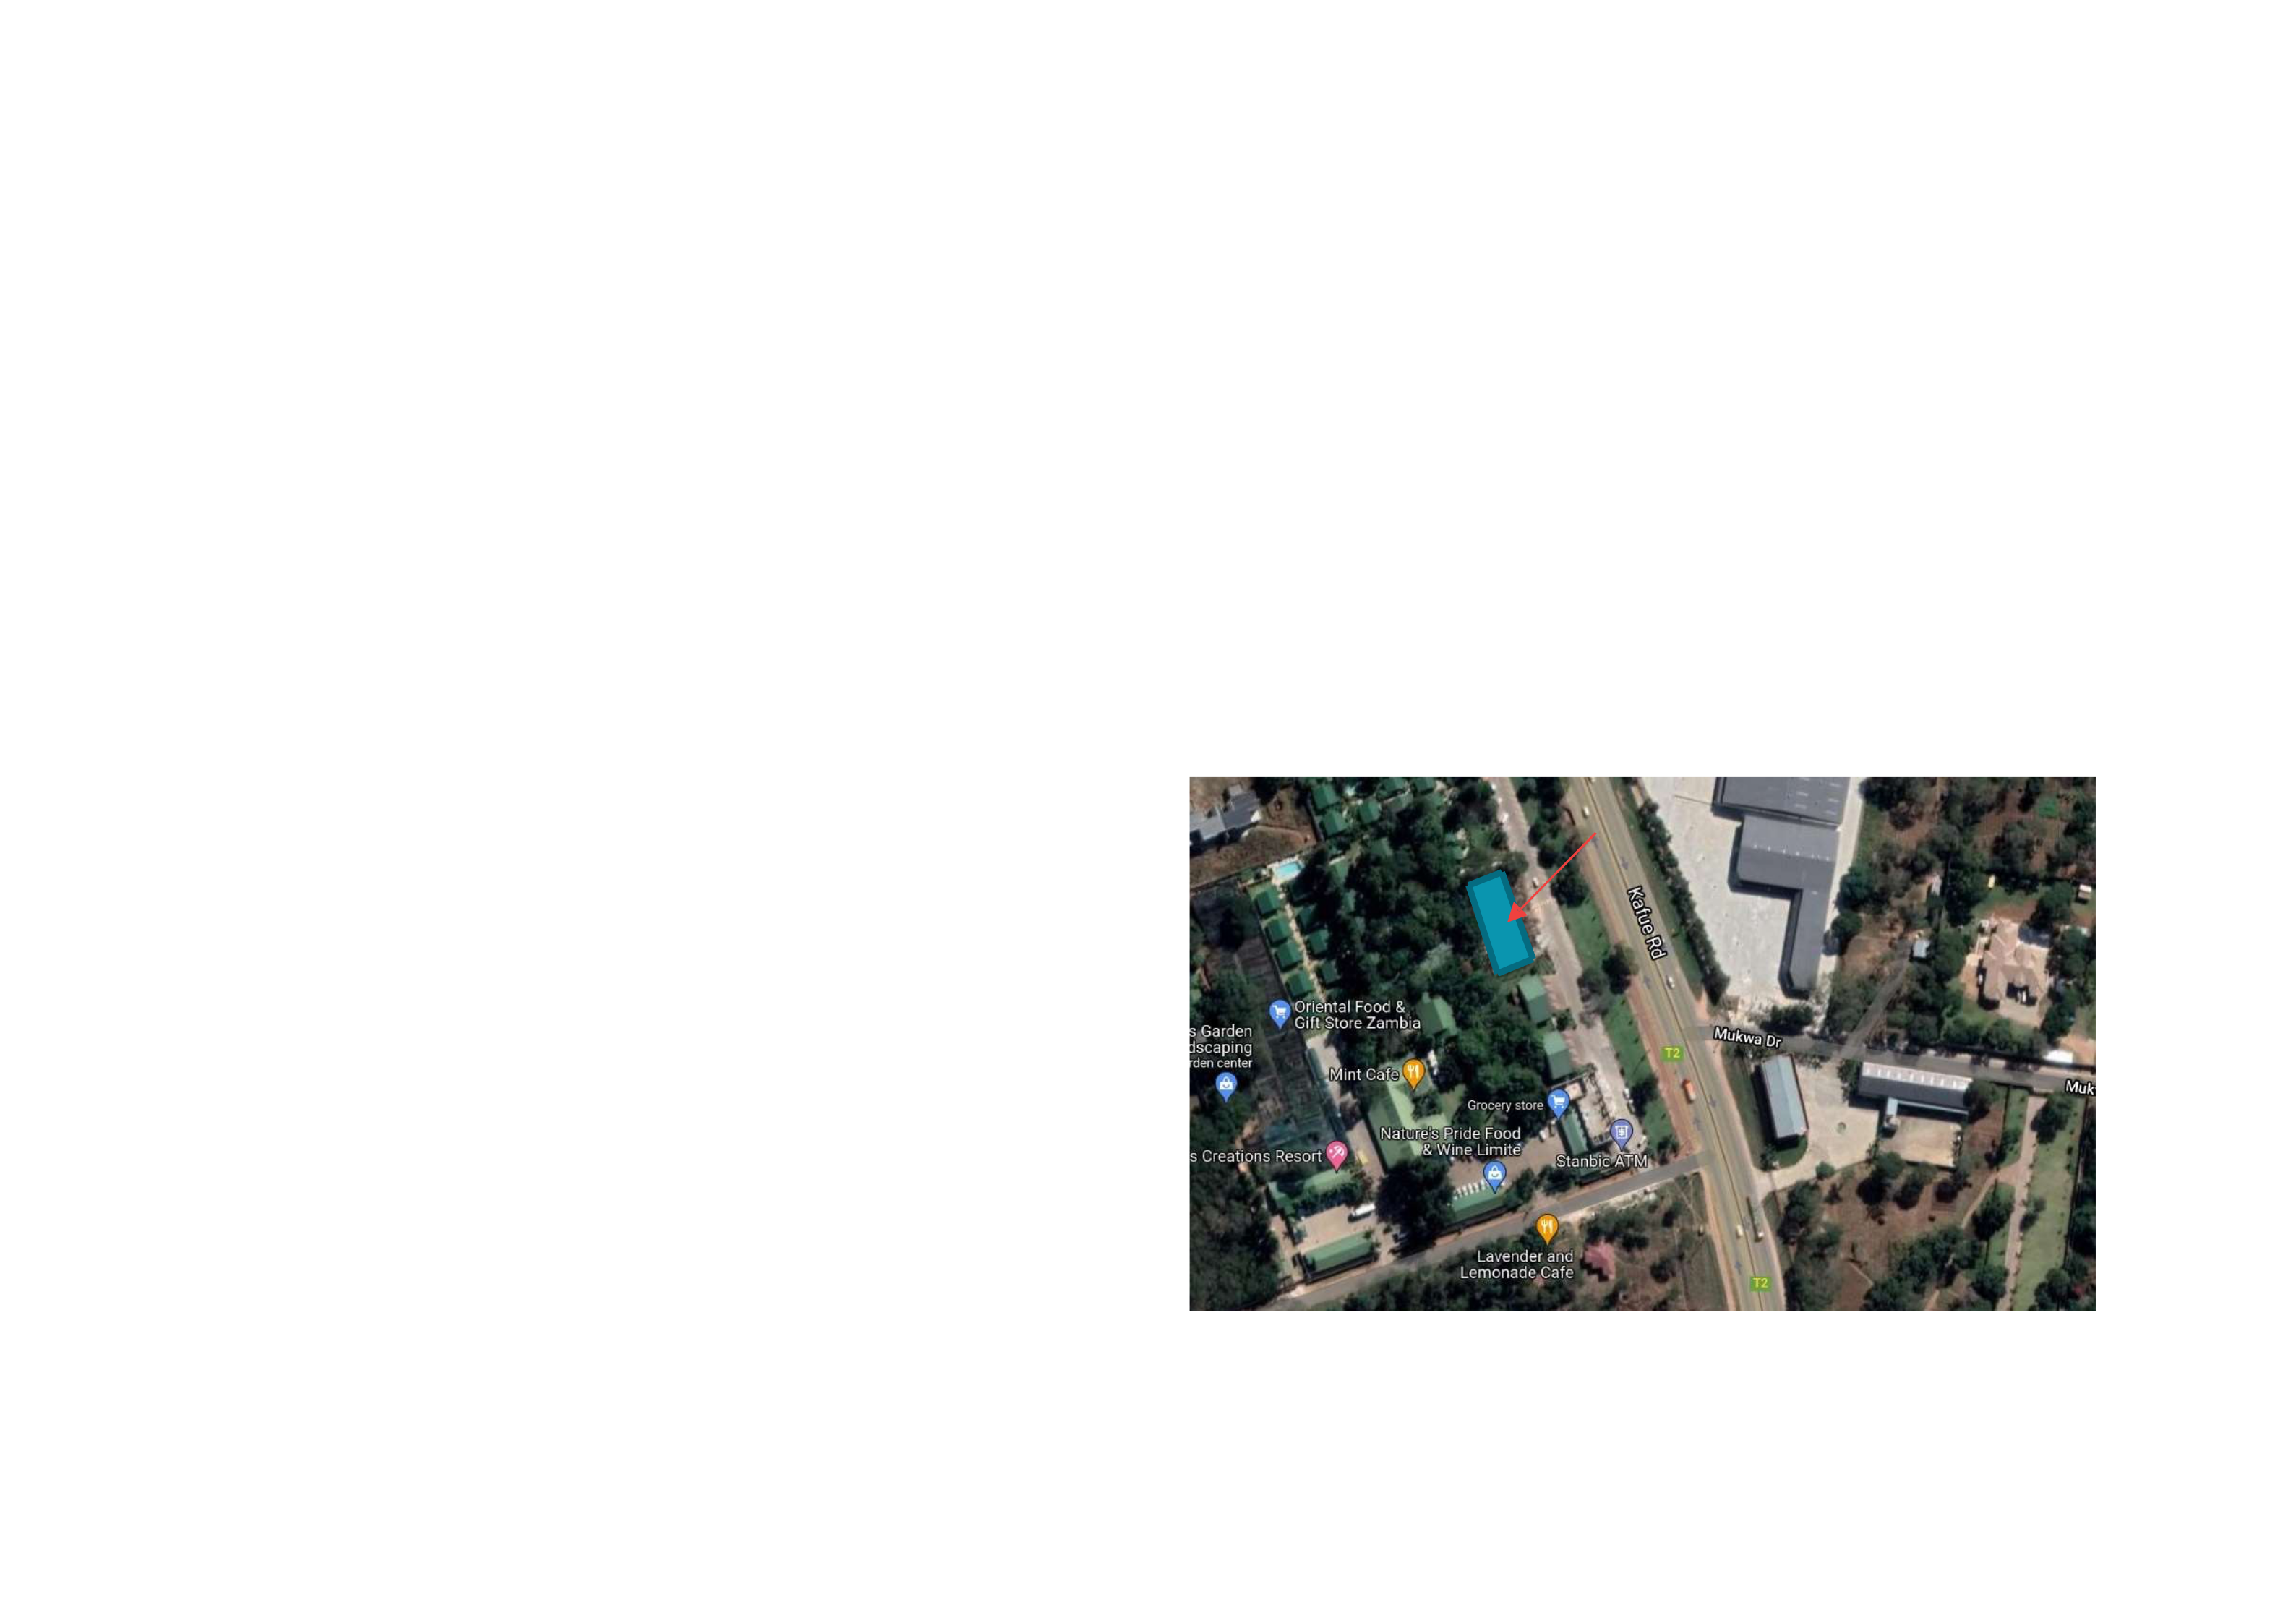 Kafue Rd
Oriental Food &
Gift Store Zambia
s Garden
dscaping
rden center
Mukwa Dr
T2
Mint Cafe
Muk
Grocery store
Nature's Pride Food
& Wine Limite
s Creations Resort
Stanbic ATM
Lavender and
Lemonade Cafe
T2